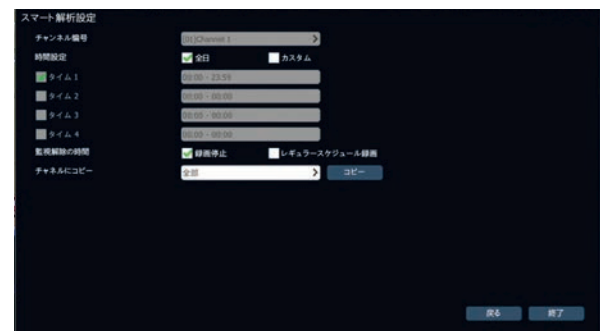 スマート解析設定
チャンネル番号 [01]Channel 1
時間設定 全日 カスタム
タイム 1 00:00 - 23:59
タイム 2 00:00 - 00:00
タイム 3 00:00 - 00:00
タイム 4 00:00 - 00:00
監視解除の時間 録画停止 レギュラースケジュール録画
チャネルにコピー 全部 コピー
戻る 終了